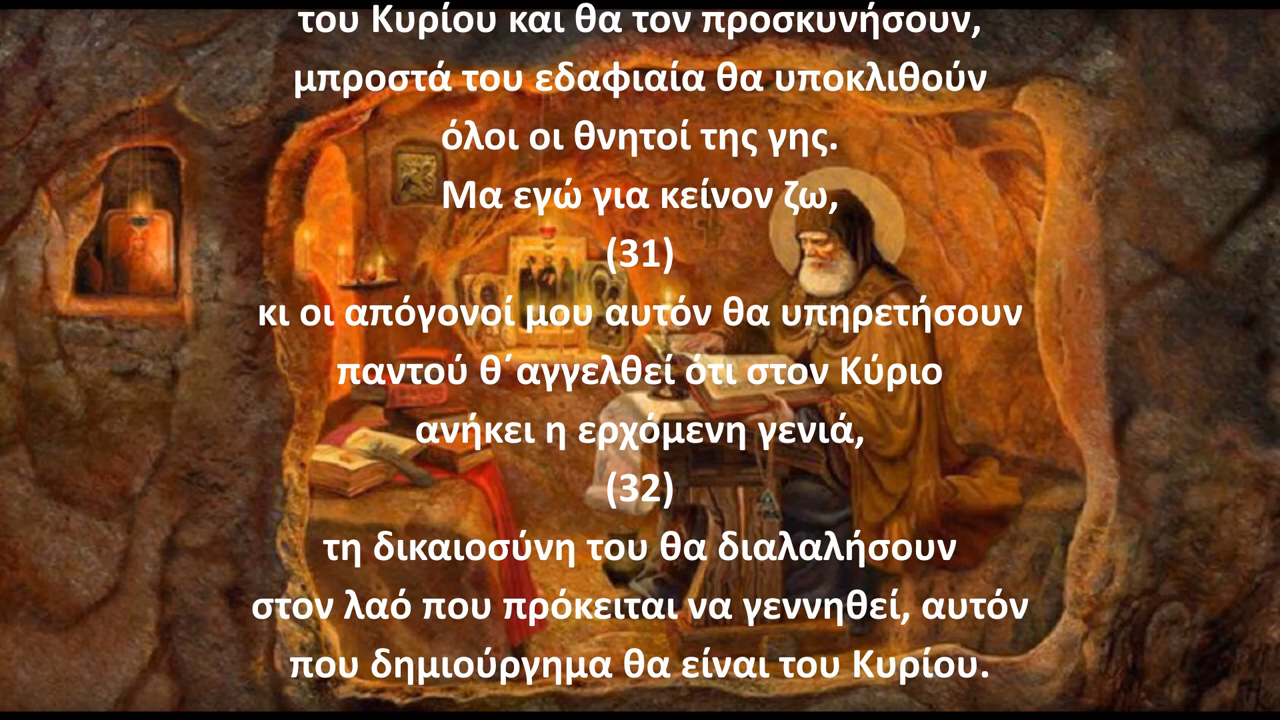 του Κυρίου και θα τον προσκυνήσουν,
μπροστά του εδαφιαία θα υποκλιθούν
όλοι οι θνητοί της γης.
Μα εγώ για κείνον ζω,
(31)
κι οι απόγονοί μου αυτόν θα υπηρετήσουν
παντού θ΄αγγελθεί ότι στον Κύριο
ανήκει η ερχόμενη γενιά,
(32)
τη δικαιοσύνη του θα διαλαλήσουν
στον λαό που πρόκειται να γεννηθεί, αυτόν
που δημιούργημα θα είναι του Κυρίου.